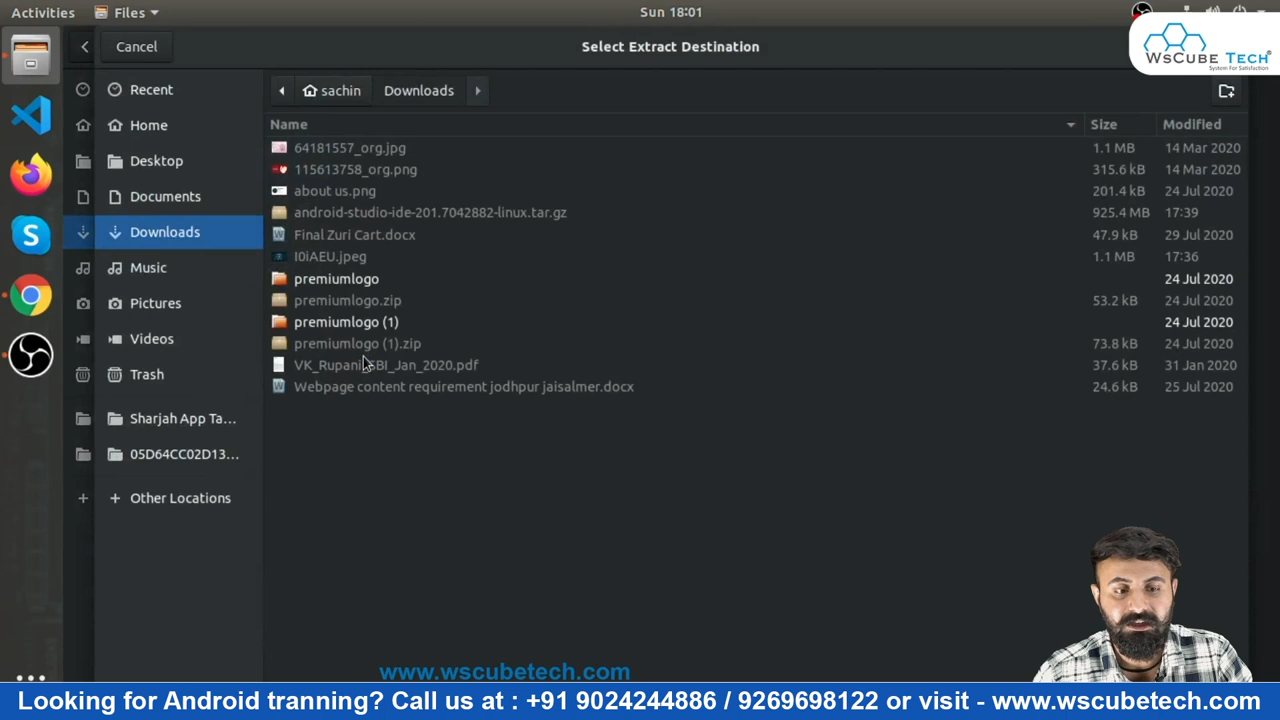 Activities Files Sun 18:01
WsCube Tech
System For Satisfaction
Cancel Select Extract Destination
Recent
Home
Desktop
Documents
Downloads
Music
Pictures
Videos
Trash
Sharjah App Ta...
05D64CC02D13...
Other Locations
sachin Downloads
Name Size Modified
64181557_org.jpg 1.1 MB 14 Mar 2020
115613758_org.png 315.6 kB 14 Mar 2020
about us.png 201.4 kB 24 Jul 2020
android-studio-ide-201.7042882-linux.tar.gz 925.4 MB 17:39
Final Zuri Cart.docx 47.9 kB 29 Jul 2020
I0iAEU.jpeg 1.1 MB 17:36
premiumlogo 24 Jul 2020
premiumlogo.zip 53.2 kB 24 Jul 2020
premiumlogo (1) 24 Jul 2020
premiumlogo (1).zip 73.8 kB 24 Jul 2020
VK_Rupani_SBI_Jan_2020.pdf 37.6 kB 31 Jan 2020
Webpage content requirement jodhpur jaisalmer.docx 24.6 kB 25 Jul 2020
www.wscubetech.com
Looking for Android tranning? Call us at : +91 9024244886 / 9269698122 or visit - www.wscubetech.com